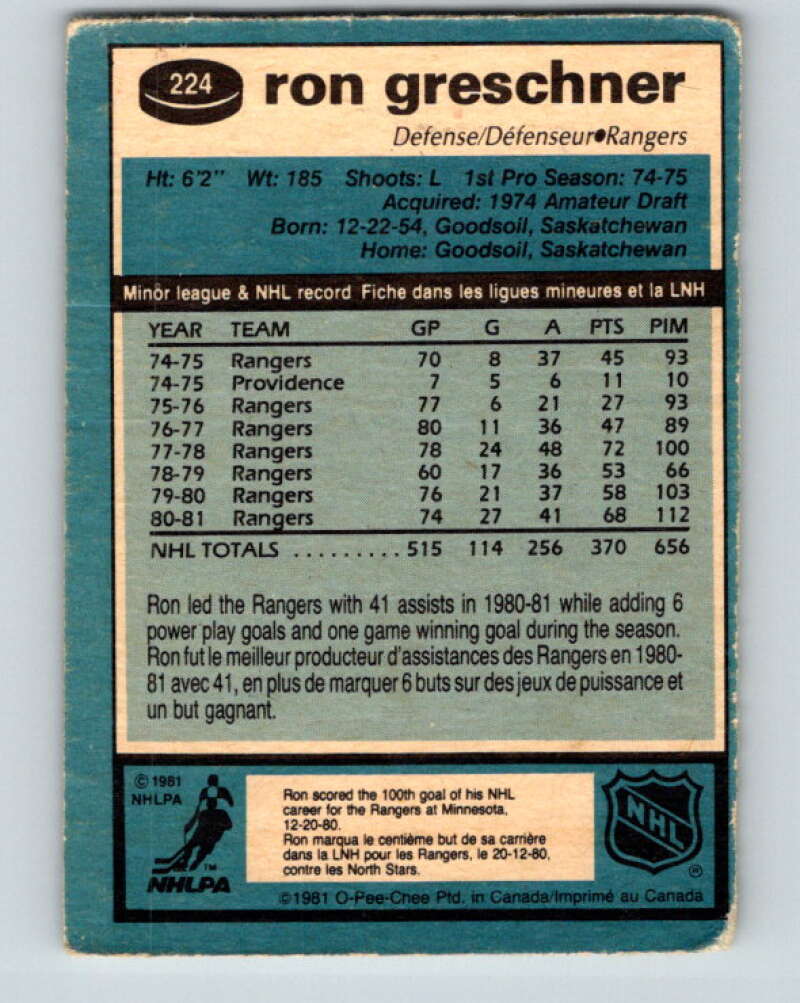 224
ron greschner
Defense/Défenseur●Rangers
Ht: 6'2" Wt: 185 Shoots: L 1st Pro Season: 74-75
Acquired: 1974 Amateur Draft
Born: 12-22-54, Goodsoil, Saskatchewan
Home: Goodsoil, Saskatchewan
Minor league & NHL record Fiche dans les ligues mineures et la LNH
YEAR TEAM GP G A PTS PIM
74-75 Rangers 70 8 37 45 93
74-75 Providence 7 5 6 11 10
75-76 Rangers 77 6 21 27 93
76-77 Rangers 80 11 36 47 89
77-78 Rangers 78 24 48 72 100
78-79 Rangers 60 17 36 53 66
79-80 Rangers 76 21 37 58 103
80-81 Rangers 74 27 41 68 112
NHL TOTALS .........515 114 256 370 656
Ron led the Rangers with 41 assists in 1980-81 while adding 6
power play goals and one game winning goal during the season.
Ron fut le meilleur producteur d'assistances des Rangers en 1980-
81 avec 41, en plus de marquer 6 buts sur des jeux de puissance et
un but gagnant.
© 1981
NHLPA
TM
NHLPA
Ron scored the 100th goal of his NHL
career for the Rangers at Minnesota,
12-20-80.
Ron marqua le centième but de sa carrière
dans la LNH pour les Rangers, le 20-12-80,
contre les North Stars.
NHL
®
©1981 O-Pee-Chee Ptd. in Canada/Imprimé au Canada